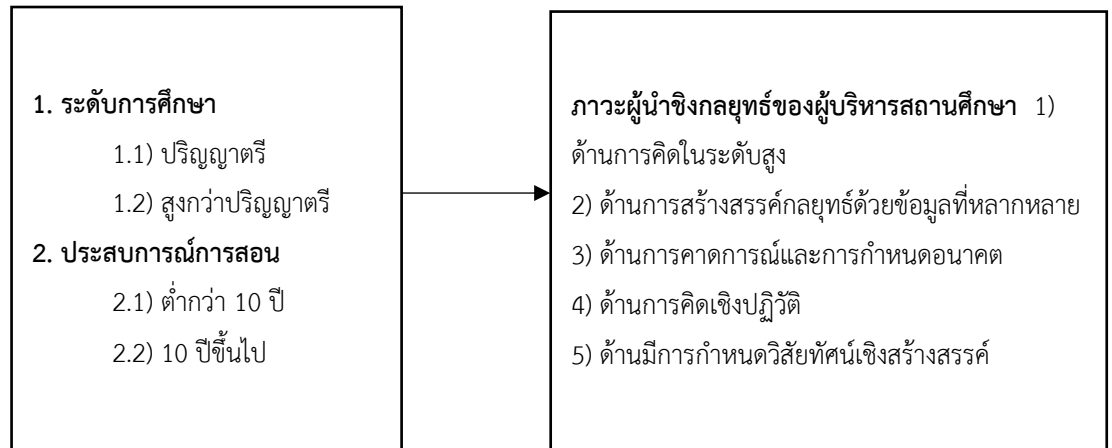 1. ระดับการศึกษา
1.1) ปริญญาตรี
1.2) สูงกว่าปริญญาตรี
2. ประสบการณ์การสอน
2.1) ต่ำกว่า 10 ปี
2.2) 10 ปีขึ้นไป
ภาวะผู้นำชิงกลยุทธ์ของผู้บริหารสถานศึกษา 1)
ด้านการคิดในระดับสูง
2) ด้านการสร้างสรรค์กลยุทธ์ด้วยข้อมูลที่หลากหลาย
3) ด้านการคาดการณ์และการกำหนดอนาคต
4) ด้านการคิดเชิงปฏิวัติ
5) ด้านมีการกำหนดวิสัยทัศน์เชิงสร้างสรรค์